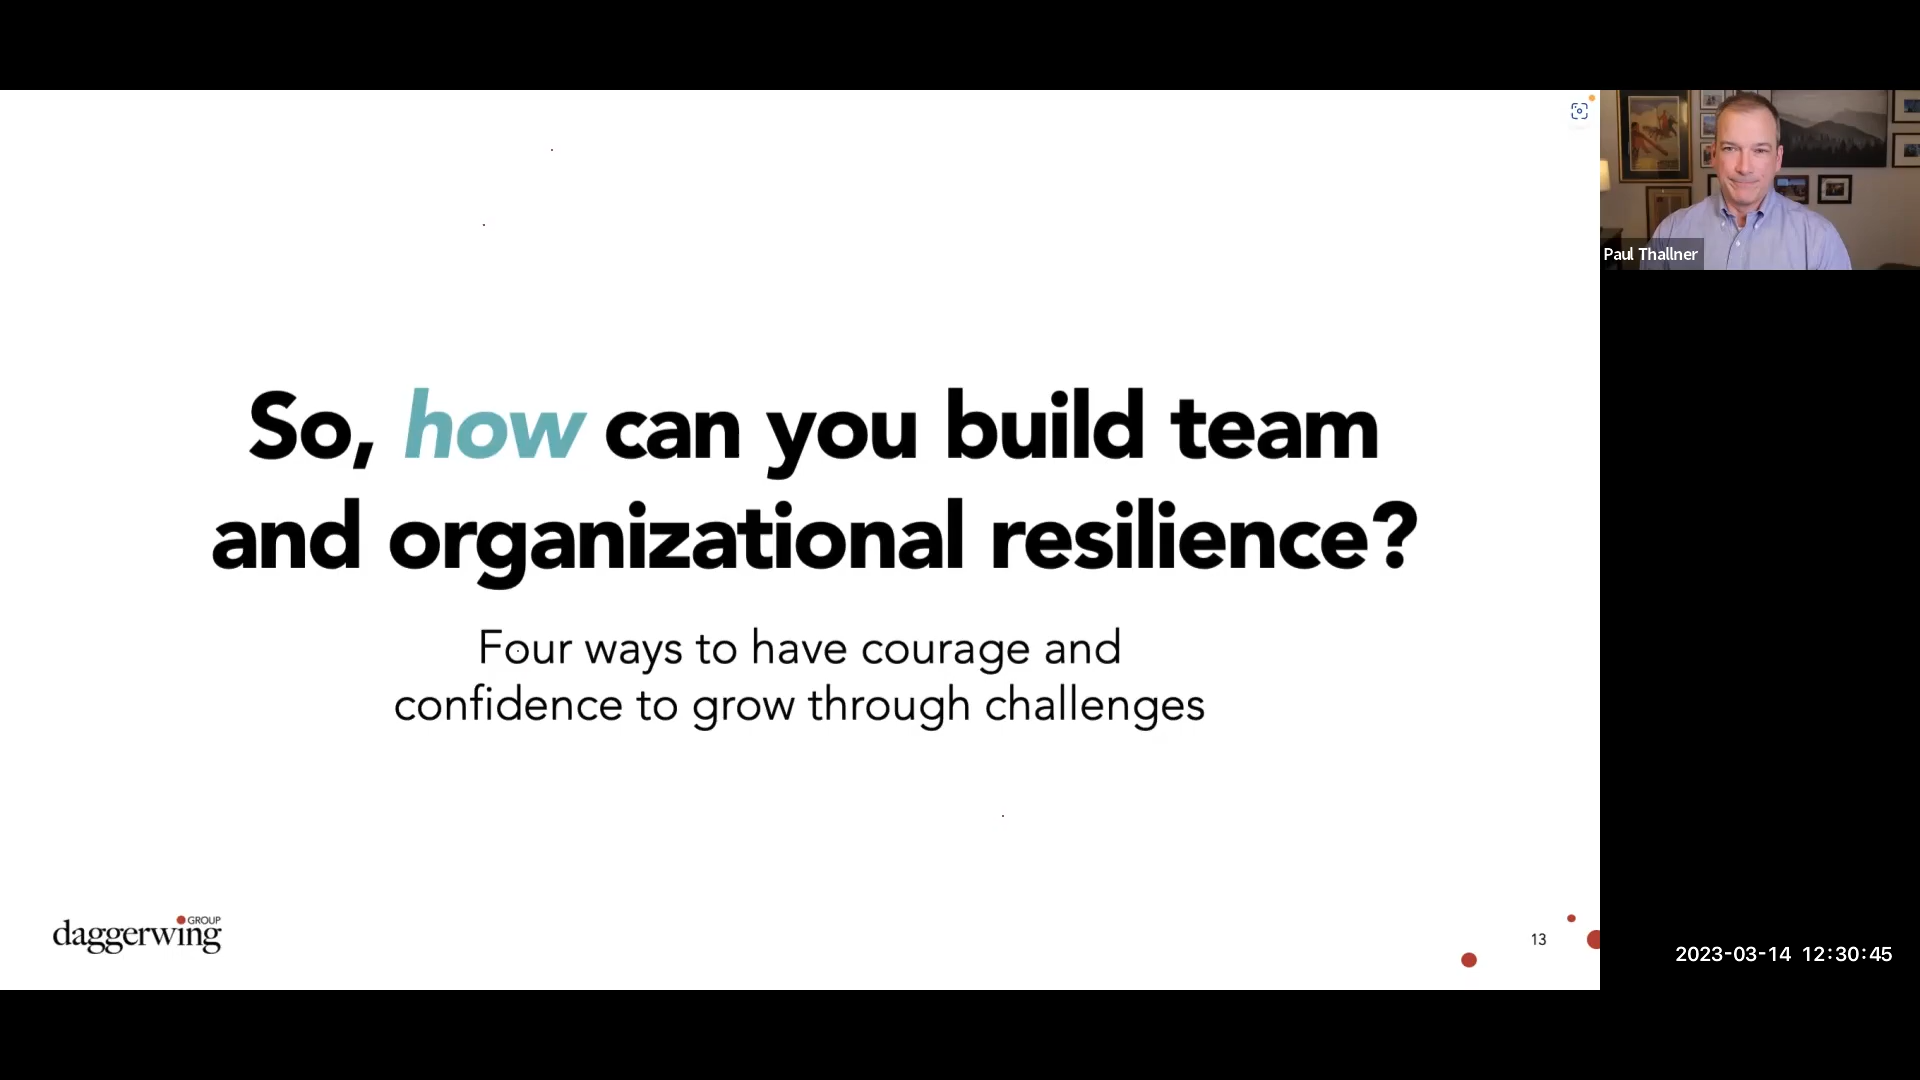 So, how can you build team
and organizational resilience?
Four ways to have courage and
confidence to grow through challenges
daggerwing
GROUP
13
Paul Thallner
2023-03-14 12:30:45